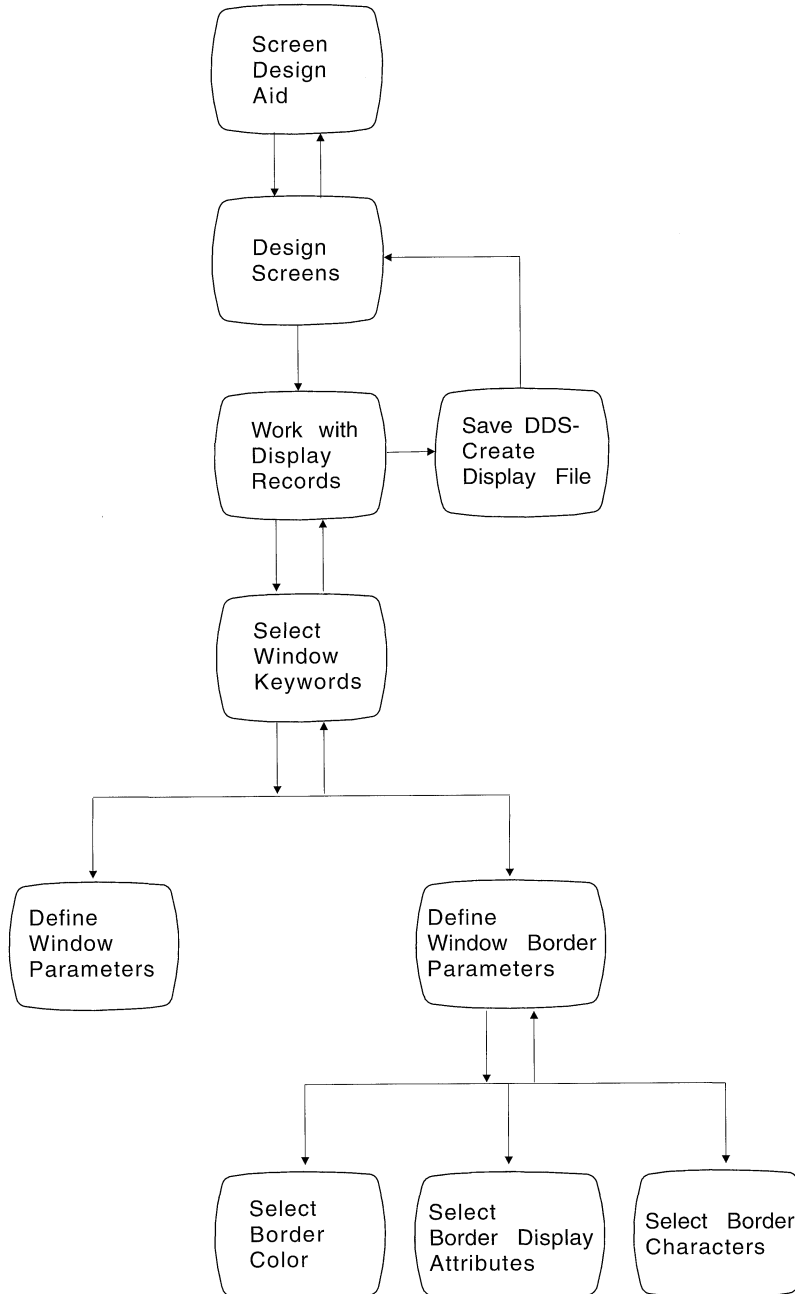 Screen
Design
Aid
Design
Screens
Work with
Display
Records
Save DDS-
Create
Display File
Select
Window
Keywords
Define
Window
Parameters
Define
Window Border
Parameters
Select
Border
Color
Select
Border Display
Attributes
Select Border
Characters